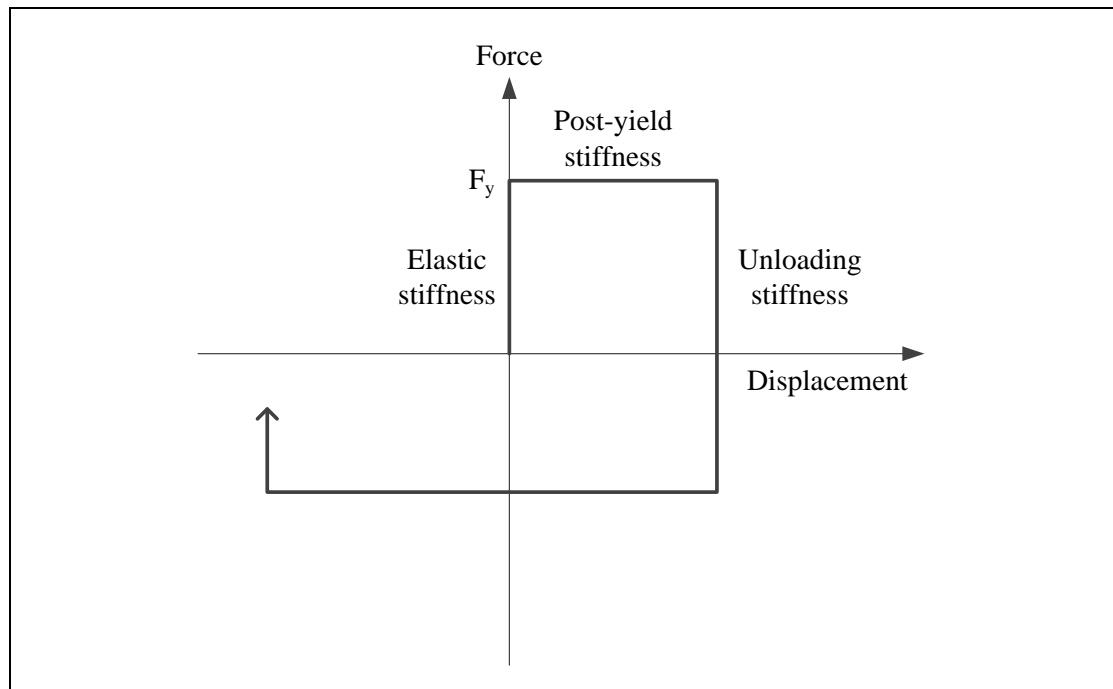 Force
Post-yield
stiffness
Fy
Elastic
stiffness
Unloading
stiffness
Displacement